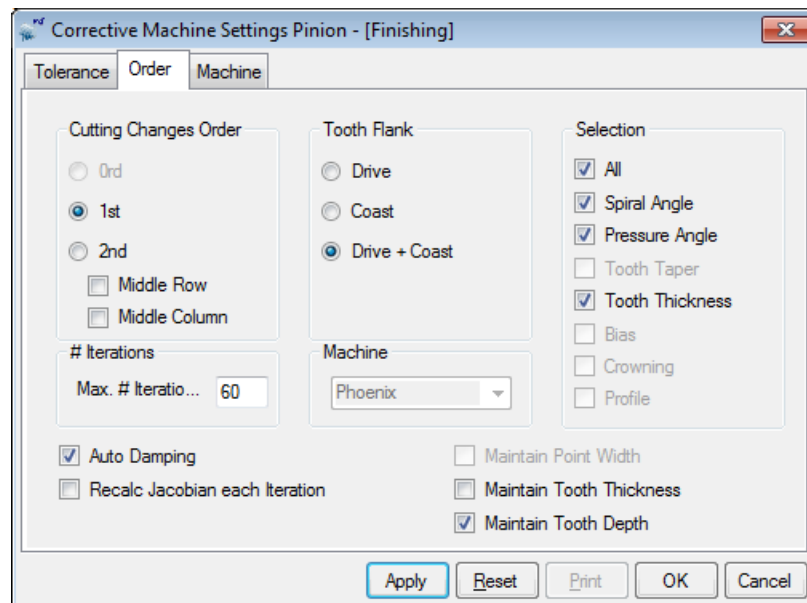 Corrective Machine Settings Pinion - [Finishing]
Tolerance Order Machine
Cutting Changes Order
0rd
1st
2nd
Middle Row
Middle Column
Tooth Flank
Drive
Coast
Drive + Coast
Selection
All
Spiral Angle
Pressure Angle
Tooth Taper
Tooth Thickness
Bias
Crowning
Profile
# Iterations
Max. # Iteratio... 60
Machine
Phoenix
Auto Damping
Recalc Jacobian each Iteration
Maintain Point Width
Maintain Tooth Thickness
Maintain Tooth Depth
Apply Reset Print OK Cancel